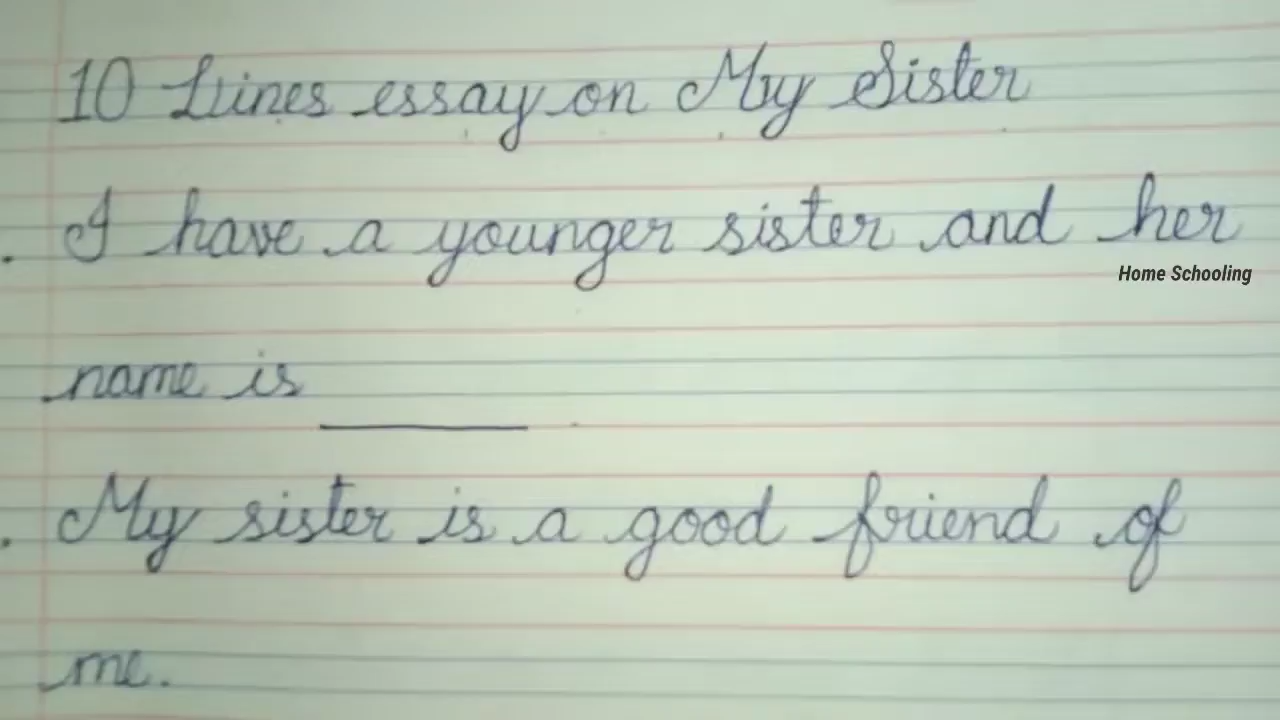 10 Lines essay on My Sister
. I have a younger sister and her
Home Schooling
name is ______
. My sister is a good friend of
me.